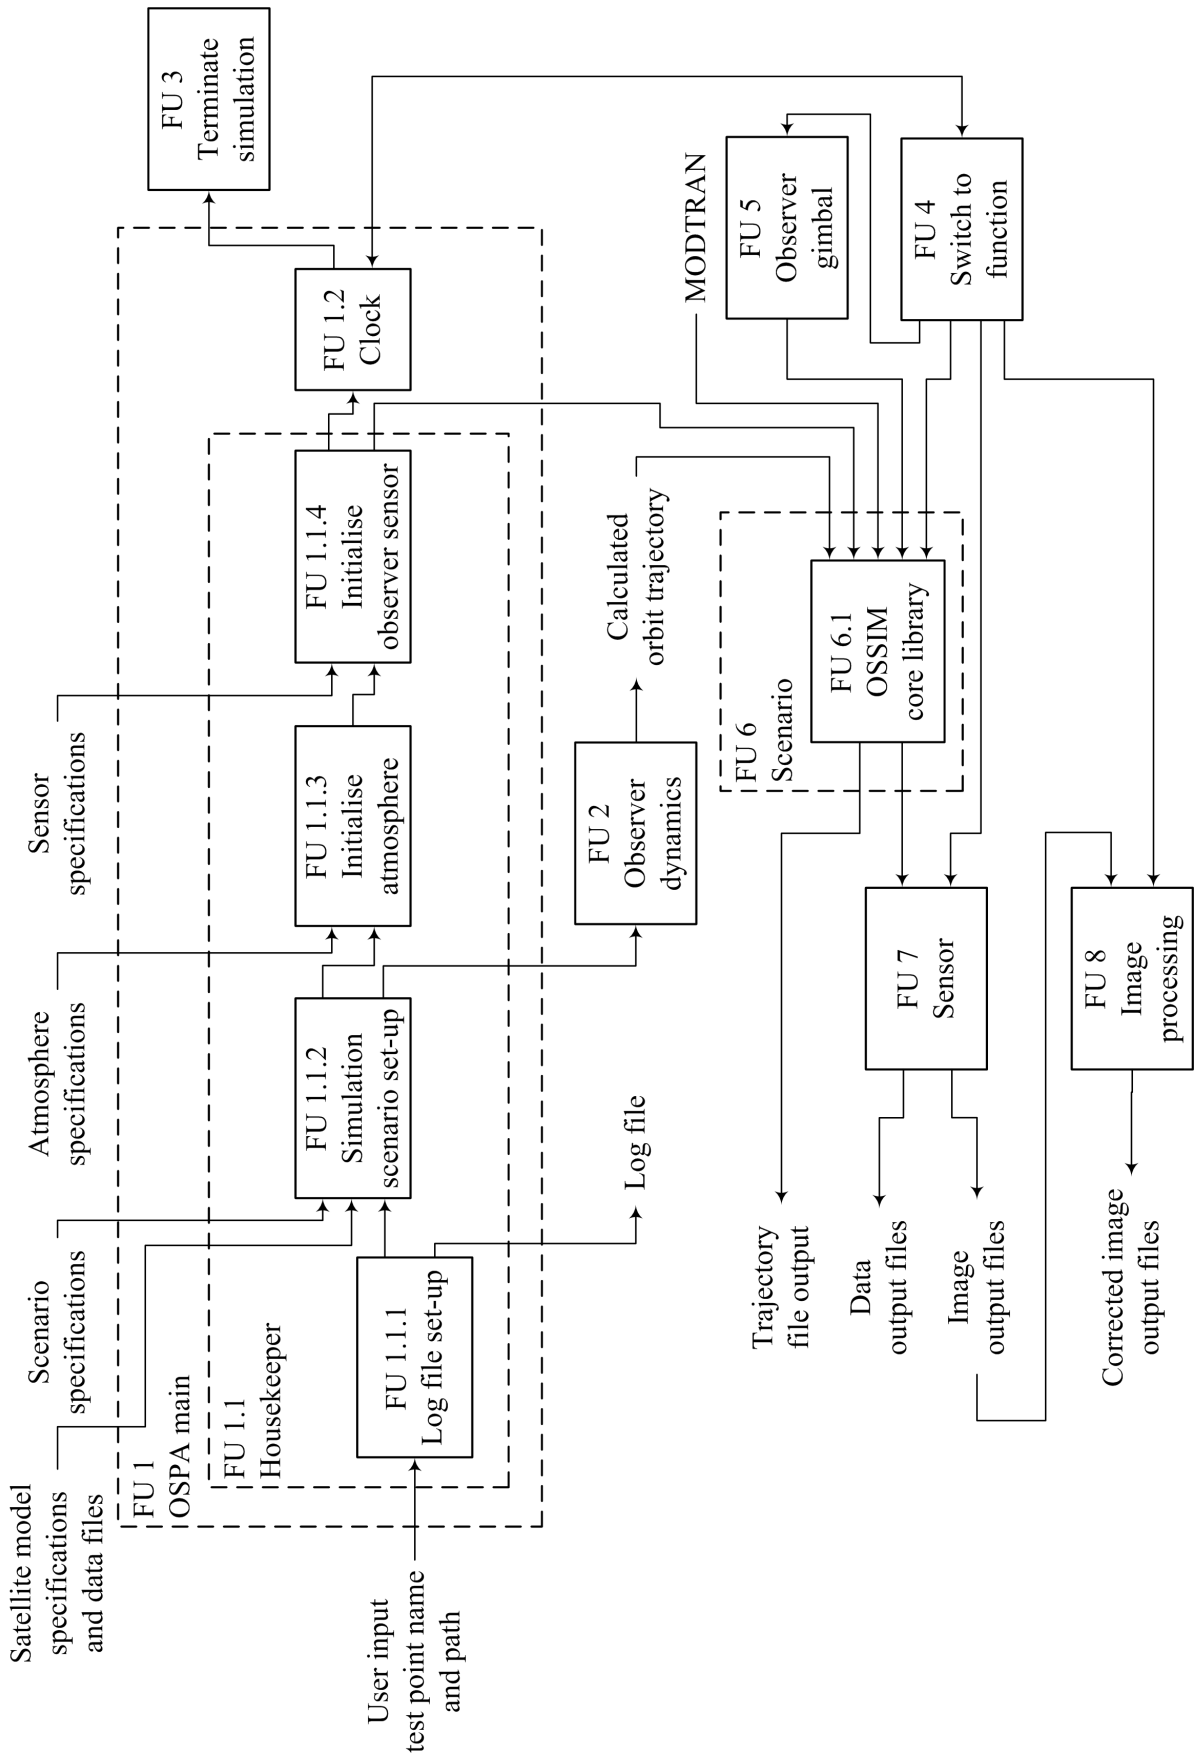 Satellite model
specifications
and data files
Scenario
specifications
Atmosphere
specifications
Sensor
specifications
FU 1
OSPA main
FU 1.1
Housekeeper
User input
test point name
and path
FU 1.1.1
Log file set-up
FU 1.1.2
Simulation
scenario set-up
FU 1.1.3
Initialise
atmosphere
FU 1.1.4
Initialise
observer sensor
FU 1.2
Clock
FU 3
Terminate
simulation
Log file
FU 2
Observer
dynamics
Calculated
orbit trajectory
MODTRAN
FU 5
Observer
gimbal
FU 4
Switch to
function
FU 6
Scenario
FU 6.1
OSSIM
core library
FU 7
Sensor
FU 8
Image
processing
Trajectory
file output
Data
output files
Image
output files
Corrected image
output files